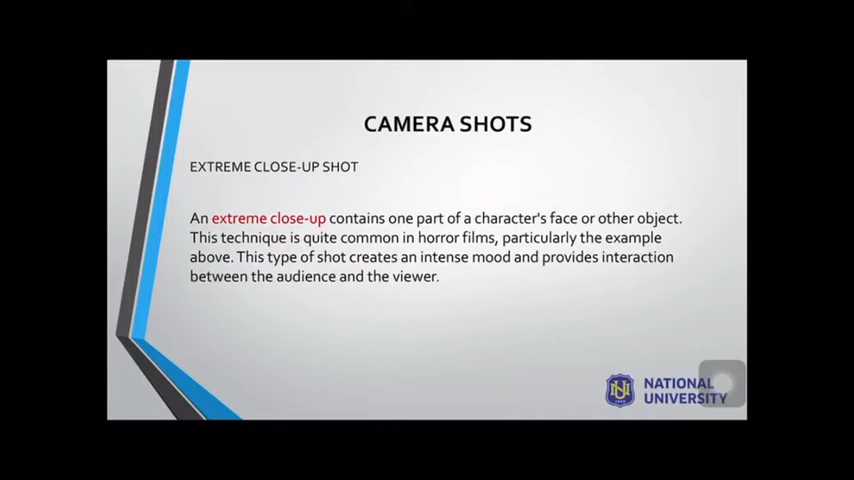 CAMERA SHOTS
EXTREME CLOSE-UP SHOT
An extreme close-up contains one part of a character's face or other object.
This technique is quite common in horror films, particularly the example
above. This type of shot creates an intense mood and provides interaction
between the audience and the viewer.
NATIONAL
UNIVERSITY